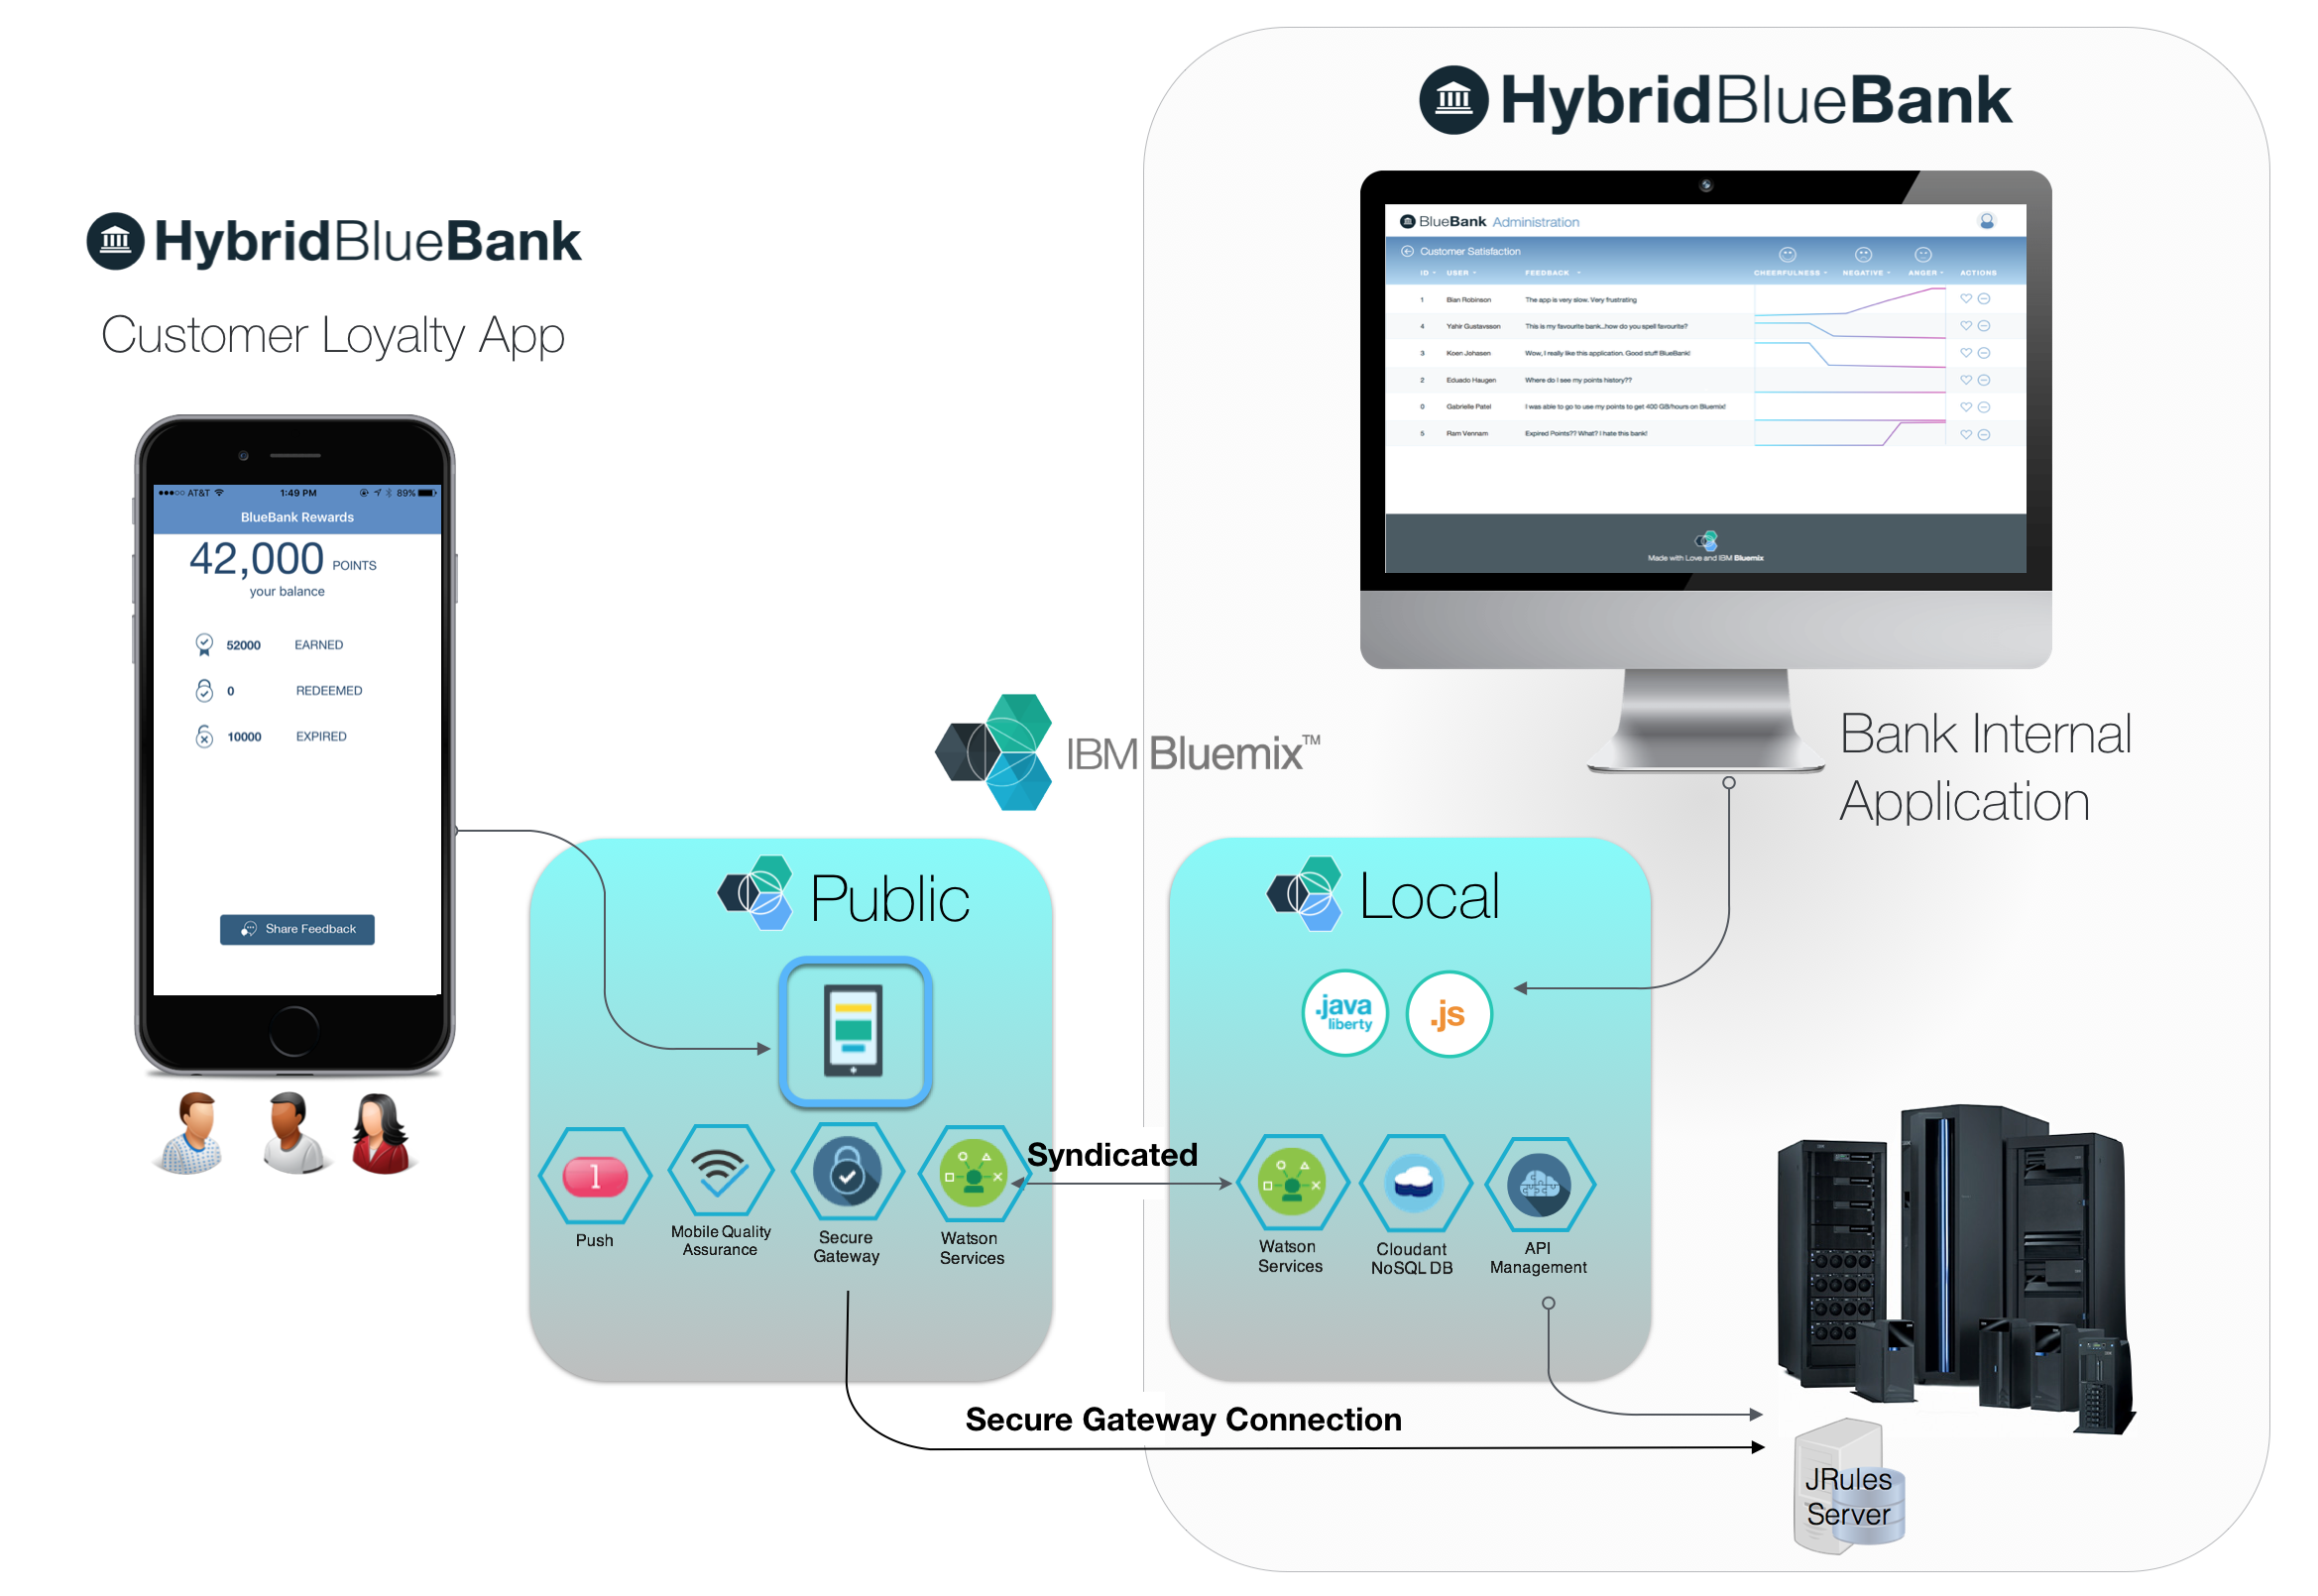 HybridBlueBank
Customer Loyalty App
AT&T 1:49 PM 89%
BlueBank Rewards
42,000 POINTS
your balance
52000 EARNED
0 REDEEMED
10000 EXPIRED
Share Feedback
HybridBlueBank
BlueBank Administration
Customer Satisfaction
ID USER FEEDBACK CHEERFULNESS NEGATIVE ANGER ACTIONS
1 Bian Robinson The app is very slow. Very frustrating
4 Yahir Gustavsson This is my favourite bank...how do you spell favourite?
3 Koen Johasen Wow, I really like this application. Good stuff BlueBank!
2 Eduado Haugen Where do I see my points history??
0 Gabrielle Patel I was able to go to use my points to get 400 GB/hours on Bluemix!
5 Ram Vennam Expired Points?? What? I hate this bank!
Made with Love and IBM Bluemix
IBM Bluemix™
Bank Internal
Application
Public
1
Push
Mobile Quality
Assurance
Secure
Gateway
Watson
Services
Syndicated
Local
.java
liberty
.js
Watson
Services
Cloudant
NoSQL DB
API
Management
Secure Gateway Connection
JRules
Server